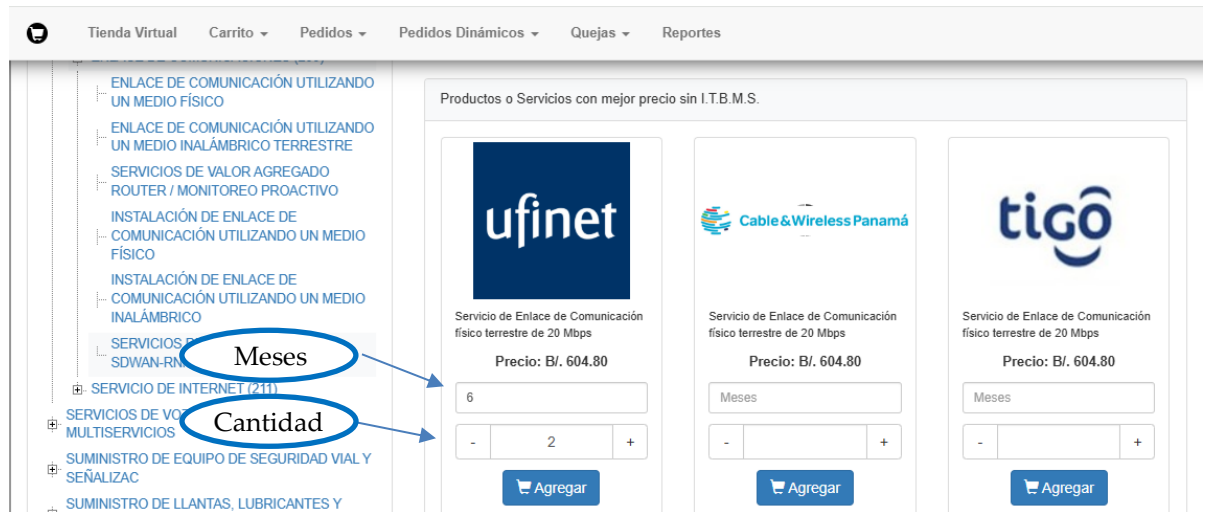 Tienda Virtual Carrito Pedidos Pedidos Dinámicos Quejas Reportes
ENLACE DE COMUNICACIÓN UTILIZANDO
UN MEDIO FÍSICO
ENLACE DE COMUNICACIÓN UTILIZANDO
UN MEDIO INALÁMBRICO TERRESTRE
SERVICIOS DE VALOR AGREGADO
ROUTER / MONITOREO PROACTIVO
INSTALACIÓN DE ENLACE DE
COMUNICACIÓN UTILIZANDO UN MEDIO
FÍSICO
INSTALACIÓN DE ENLACE DE
COMUNICACIÓN UTILIZANDO UN MEDIO
INALÁMBRICO
SERVICIOS
SDWAN-
SERVICIO DE INTERNET (211)
SERVICIOS DE
MULTISERVICIOS
SUMINISTRO DE EQUIPO DE SEGURIDAD VIAL Y
SEÑALIZAC
SUMINISTRO DE LLANTAS, LUBRICANTES Y
Meses
Cantidad
Productos o Servicios con mejor precio sin I.T.B.M.S.
ufinet
Servicio de Enlace de Comunicación
físico terrestre de 20 Mbps
Precio: B/. 604.80
6
- 2 +
Agregar
Cable&Wireless Panamá
Servicio de Enlace de Comunicación
físico terrestre de 20 Mbps
Precio: B/. 604.80
Meses
- +
Agregar
tigo
Servicio de Enlace de Comunicación
físico terrestre de 20 Mbps
Precio: B/. 604.80
Meses
- +
Agregar